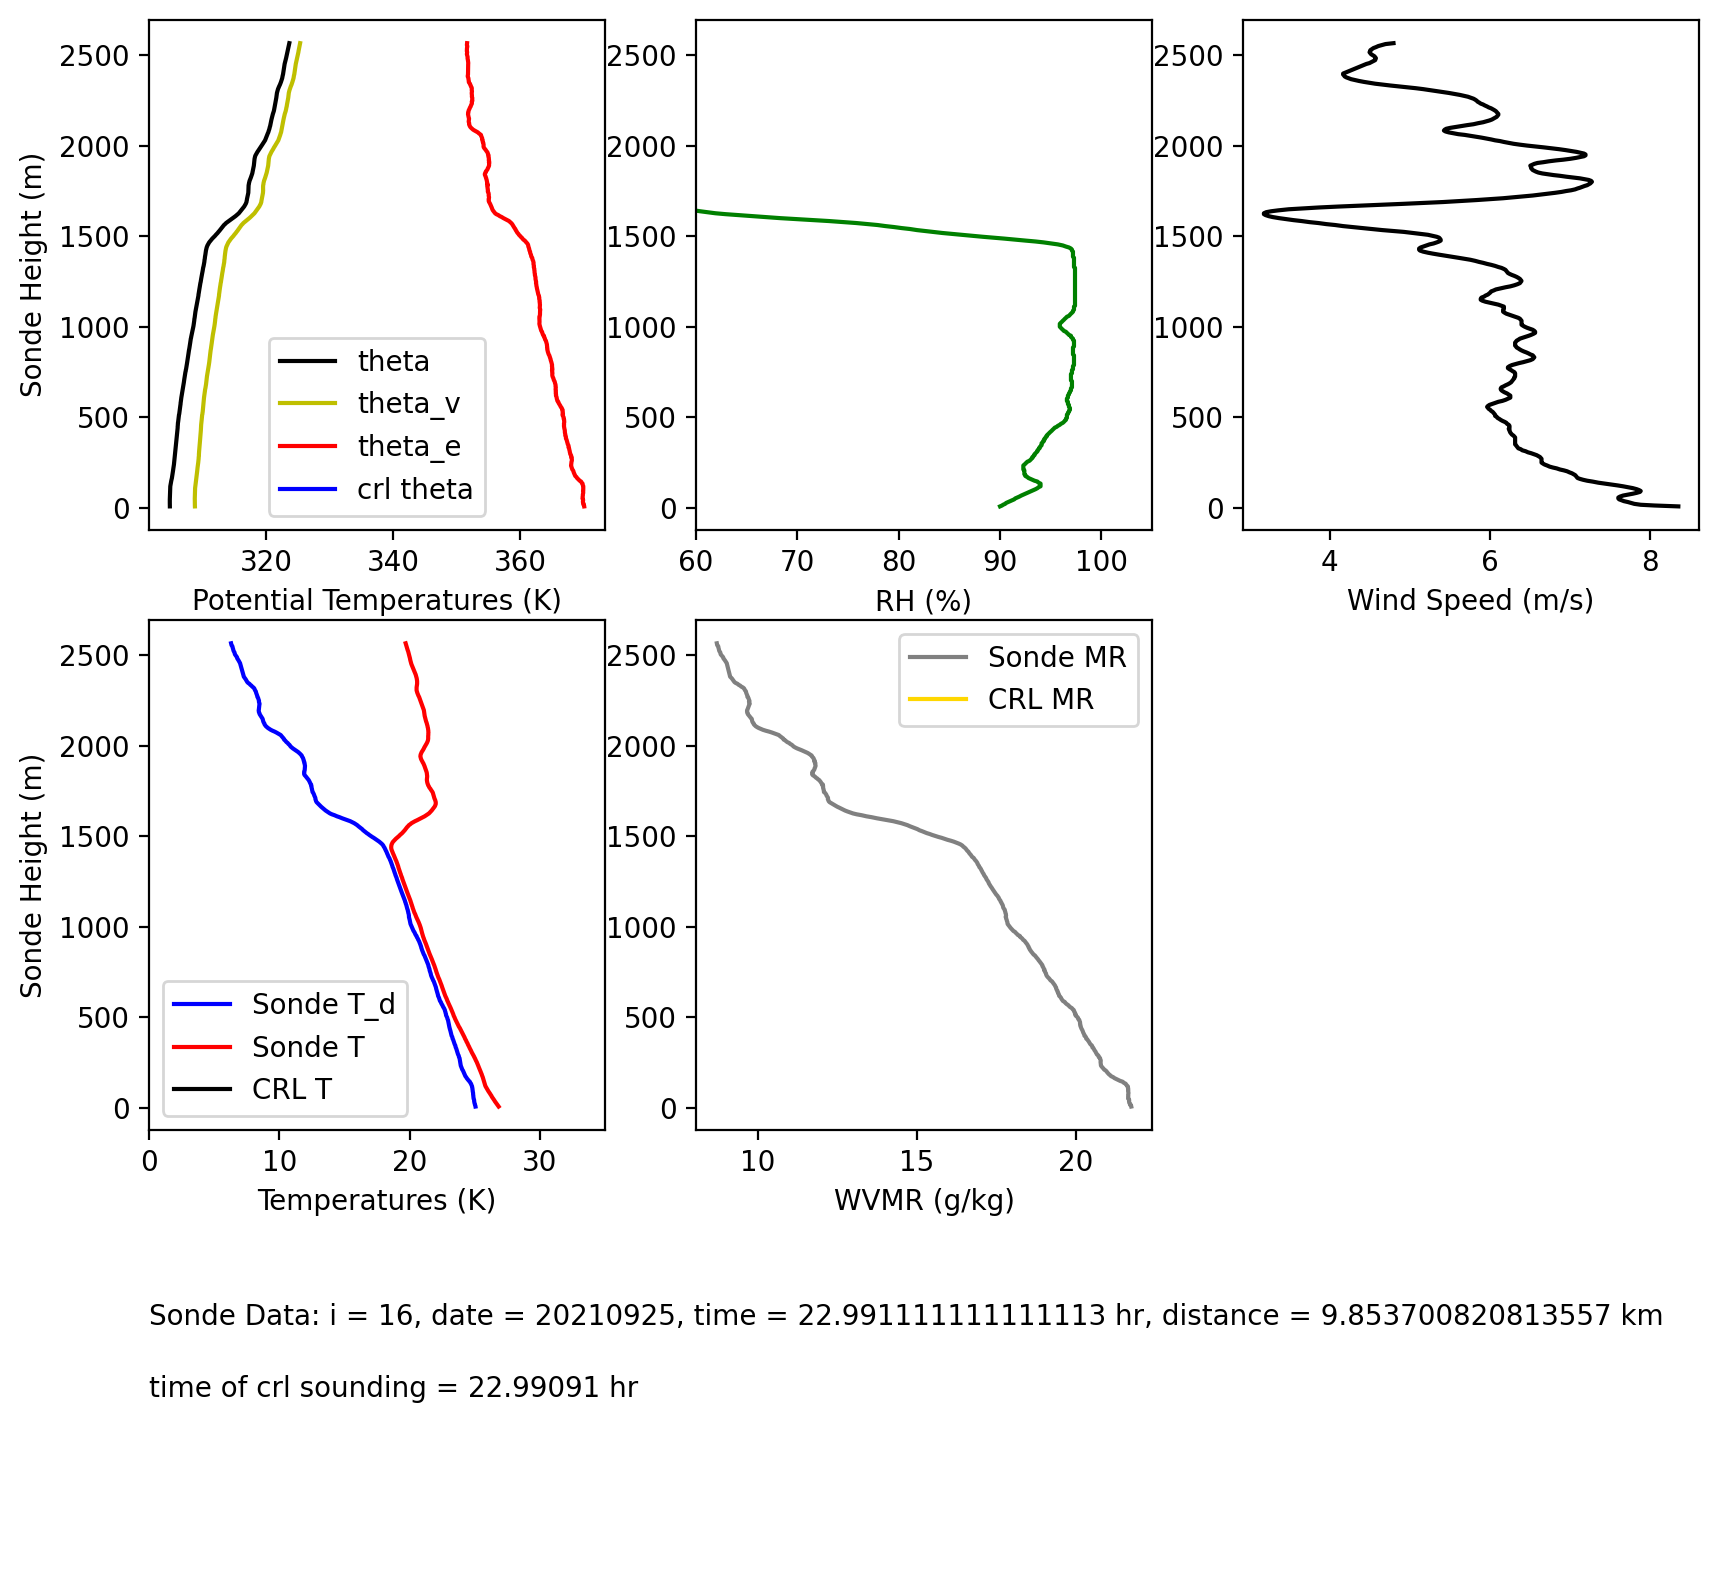 2500
2000
1500
1000
500
0
Sonde Height (m)
theta
theta_v
theta_e
crl theta
320
340
360
Potential Temperatures (K)
2500
2000
1500
1000
500
0
60
70
80
90
100
RH (%)
2500
2000
1500
1000
500
0
4
6
8
Wind Speed (m/s)
2500
2000
1500
1000
500
0
Sonde Height (m)
Sonde T_d
Sonde T
CRL T
0
10
20
30
Temperatures (K)
2500
2000
1500
1000
500
0
Sonde MR
CRL MR
10
15
20
WVMR (g/kg)
Sonde Data: i = 16, date = 20210925, time = 22.991111111111113 hr, distance = 9.853700820813557 km
time of crl sounding = 22.99091 hr